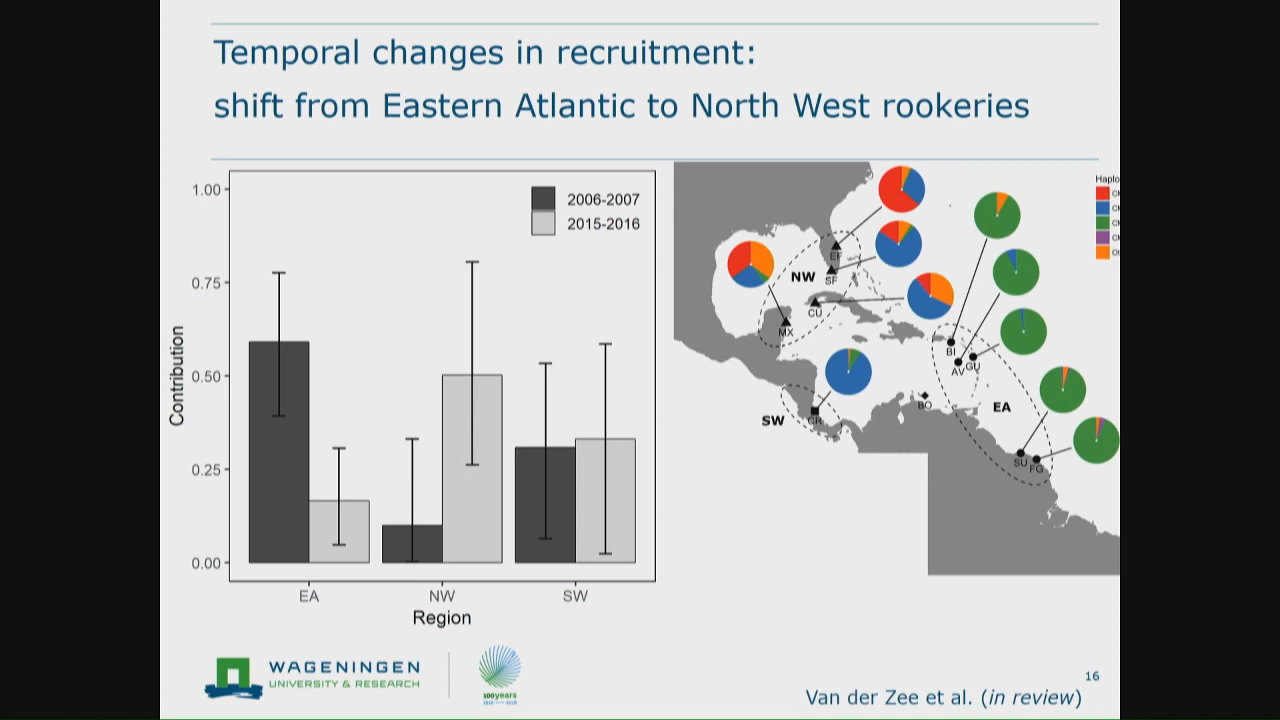 Temporal changes in recruitment:
shift from Eastern Atlantic to North West rookeries
1.00
0.75
0.50
0.25
0.00
Contribution
2006-2007
2015-2016
EA
NW
SW
Region
Haplo
EF
NW
SF
CU
MX
BI
AV
GU
BO
EA
SW
CR
SU
FG
WAGENINGEN
UNIVERSITY & RESEARCH
100years
16
Van der Zee et al. (in review)